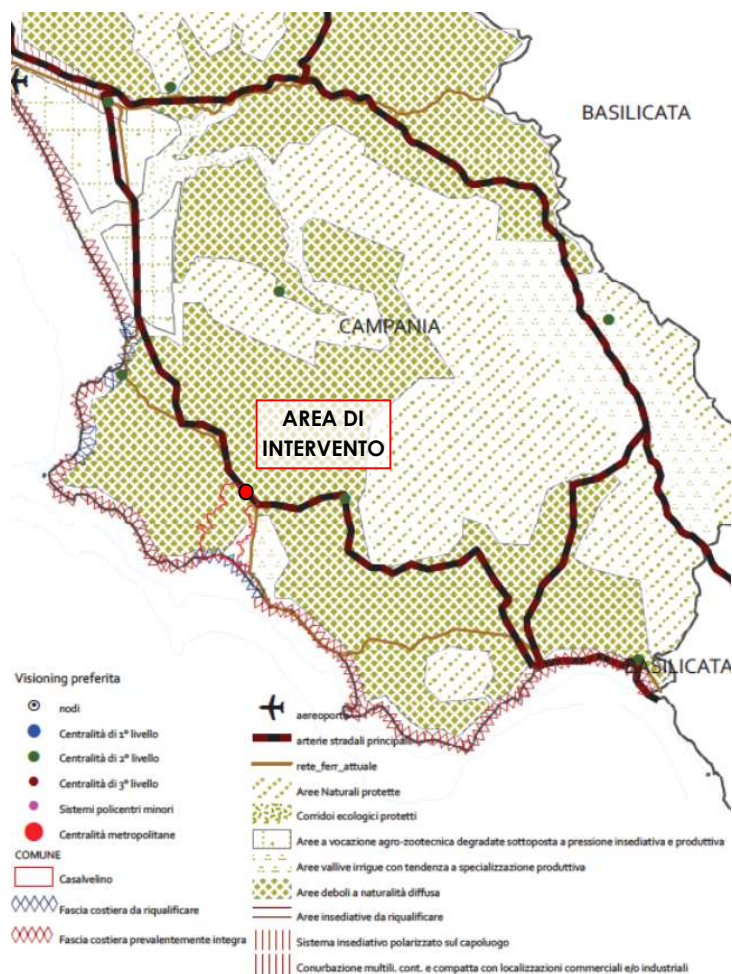 BASILICATA
CAMPANIA
AREA DI
INTERVENTO
BASILICATA
Visioning preferita
nodi
Centralità di 1° livello
Centralità di 2° livello
Centralità di 3° livello
Sistemi policentri minori
Centralità metropolitane
COMUNE
Casalvelino
Fascia costiera da riqualificare
Fascia costiera prevalentemente integra
aereoporto
arterie stradali principali
rete_ferr_attuale
Aree Naturali protette
Corridoi ecologici protetti
Aree a vocazione agro-zootecnica degradate sottoposta a pressione insediativa e produttiva
Aree vallive irrigue con tendenza a specializzazione produttiva
Aree deboli a naturalità diffusa
Aree insediative da riqualificare
Sistema insediativo polarizzato sul capoluogo
Conurbazione multili. cont. e compatta con localizzazioni commerciali e/o industriali